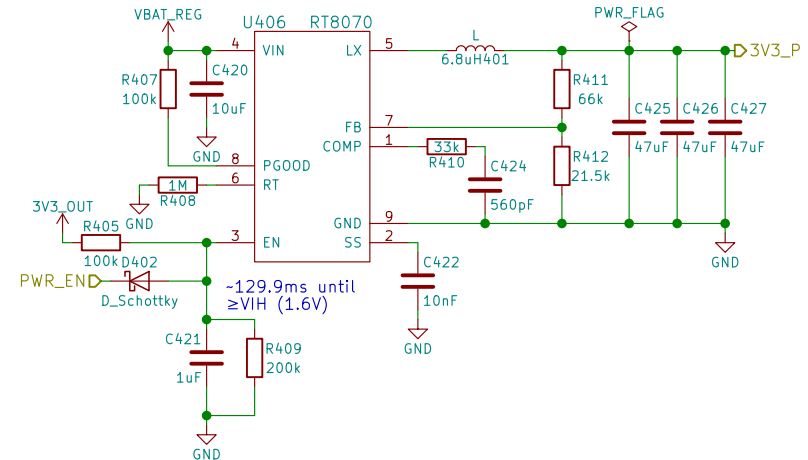 VBAT_REG
U406 RT8070
PWR_FLAG
4 VIN
LX 5
L
6.8uH401
3V3_P
R407
100k
C420
10uF
GND
R411
66k
C425
47uF
C426
47uF
C427
47uF
FB 7
COMP 1
33k
R410
C424
560pF
R412
21.5k
8 PGOOD
6 RT
1M
R408
GND
3V3_OUT
R405
100k
3 EN
GND 9
SS 2
GND
PWR_EN
D402
D_Schottky
~129.9ms until
≥VIH (1.6V)
C422
10nF
GND
C421
1uF
R409
200k
GND